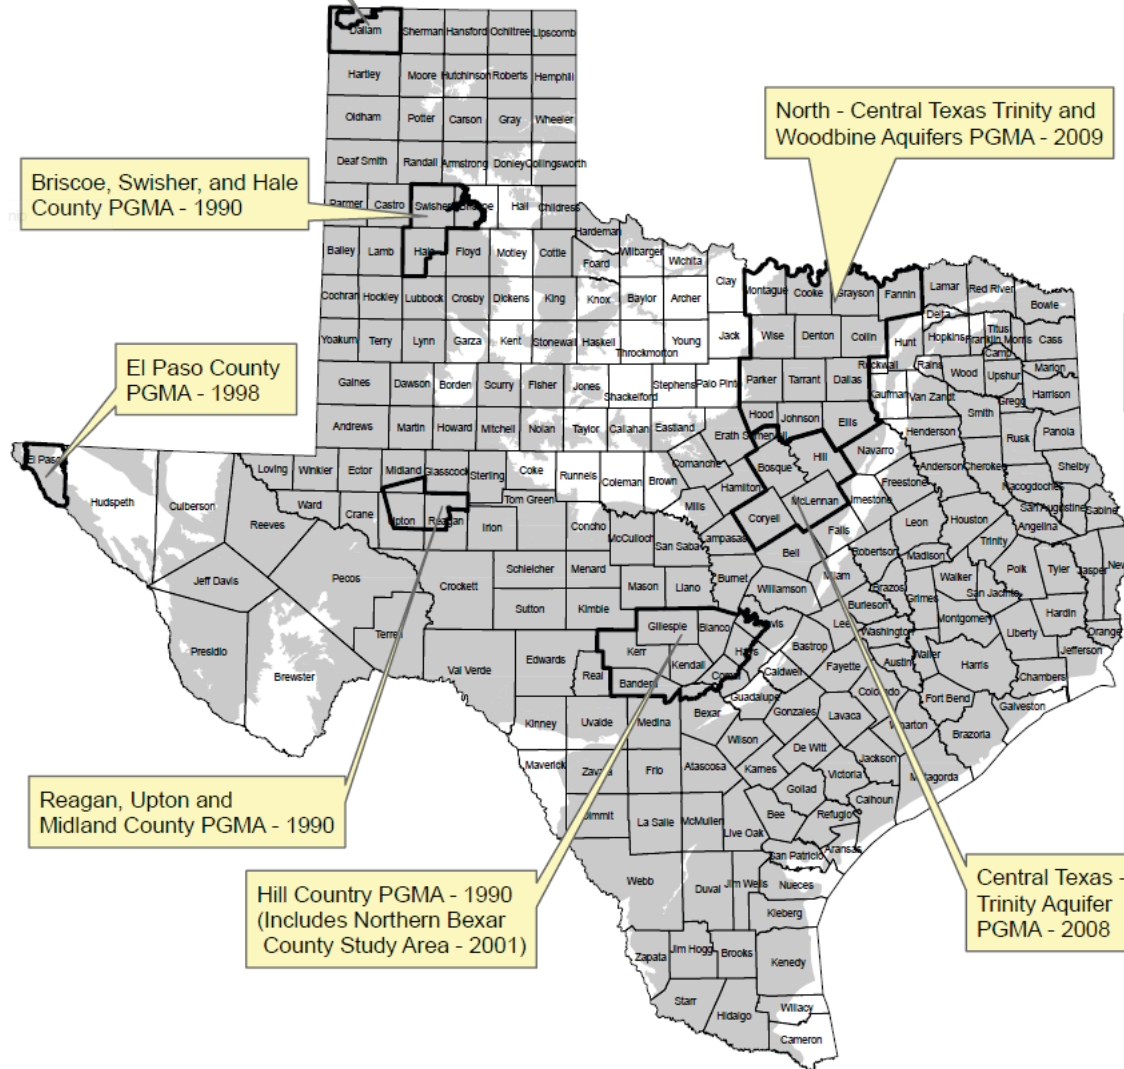 Dallam Sherman Hansford Ochiltree Lipscomb
Hartley Moore Hutchinson Roberts Hemphill
Oldham Potter Carson Gray Wheeler
Deaf Smith Randall Armstrong Donley Collingsworth
North - Central Texas Trinity and
Woodbine Aquifers PGMA - 2009
Briscoe, Swisher, and Hale
County PGMA - 1990
Parmer Castro Swisher Briscoe Hall Childress
Hardeman
Bailey Lamb Hale Floyd Motley Cottle Foard Wilbarger Wichita
Clay Montague Cooke Grayson Fannin Lamar Red River Bowie
Cochran Hockley Lubbock Crosby Dickens King Knox Baylor Archer
Delta Titus
Yoakum Terry Lynn Garza Kent Stonewall Haskell Throckmorton Young Jack Wise Denton Collin Hunt Hopkins Franklin Morris Cass
Camp
Rockwall Rains Wood Upshur Marion
El Paso County
PGMA - 1998
Gaines Dawson Borden Scurry Fisher Jones Shackelford Stephens Palo Pinto Parker Tarrant Dallas Kaufman Van Zandt Gregg Harrison
Smith
Andrews Martin Howard Mitchell Nolan Taylor Callahan Eastland Erath Somervell Hood Johnson Ellis Henderson Rusk Panola
El Paso Hudspeth Culberson Loving Winkler Ector Midland Glasscock Sterling Coke Runnels Coleman Brown Comanche Bosque Hill Navarro Anderson Cherokee Shelby
Hamilton Freestone Nacogdoches
Reeves Ward Crane Upton Reagan Irion Tom Green Concho Mills Coryell McLennan Limestone Leon Houston San Augustine Sabine
Angelina
McCulloch San Saba Lampasas Bell Falls Robertson Madison Trinity
Jeff Davis Pecos Crockett Schleicher Menard Mason Llano Burnet Williamson Milam Brazos Grimes Walker Polk Tyler Jasper New
San Jacinto
Sutton Kimble Burleson Montgomery Hardin
Presidio Brewster Terrell Val Verde Edwards Gillespie Blanco Lee Washington Liberty Orange
Kerr Kendall Hays Bastrop Austin Waller Harris Jefferson
Real Bandera Comal Caldwell Fayette Chambers
Kinney Uvalde Medina Bexar Guadalupe Gonzales Lavaca Colorado Wharton Fort Bend Galveston
Brazoria
Maverick Zavala Frio Atascosa Wilson Karnes De Witt Jackson Matagorda
Victoria
Goliad Calhoun
Dimmit La Salle McMullen Live Oak Bee Refugio
Aransas
San Patricio
Reagan, Upton and
Midland County PGMA - 1990
Webb Duval Jim Wells Nueces
Kleberg
Hill Country PGMA - 1990
(Includes Northern Bexar
County Study Area - 2001)
Central Texas -
Trinity Aquifer
PGMA - 2008
Zapata Jim Hogg Brooks Kenedy
Starr Hidalgo Willacy
Cameron